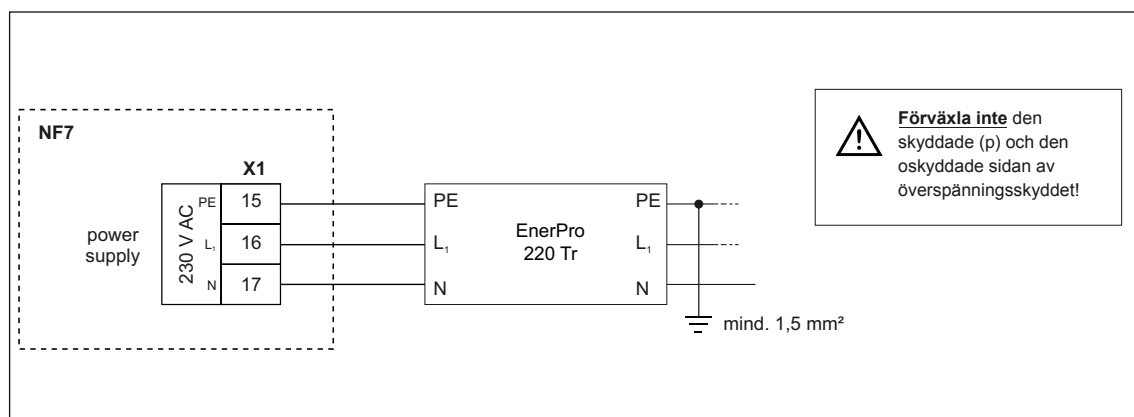 NF7
X1
power
supply
230 V AC
PE
L₁
N
15
16
17
PE
L₁
N
EnerPro
220 Tr
PE
L₁
N
mind. 1,5 mm²
Förväxla inte den
skyddade (p) och den
oskyddade sidan av
överspänningsskyddet!